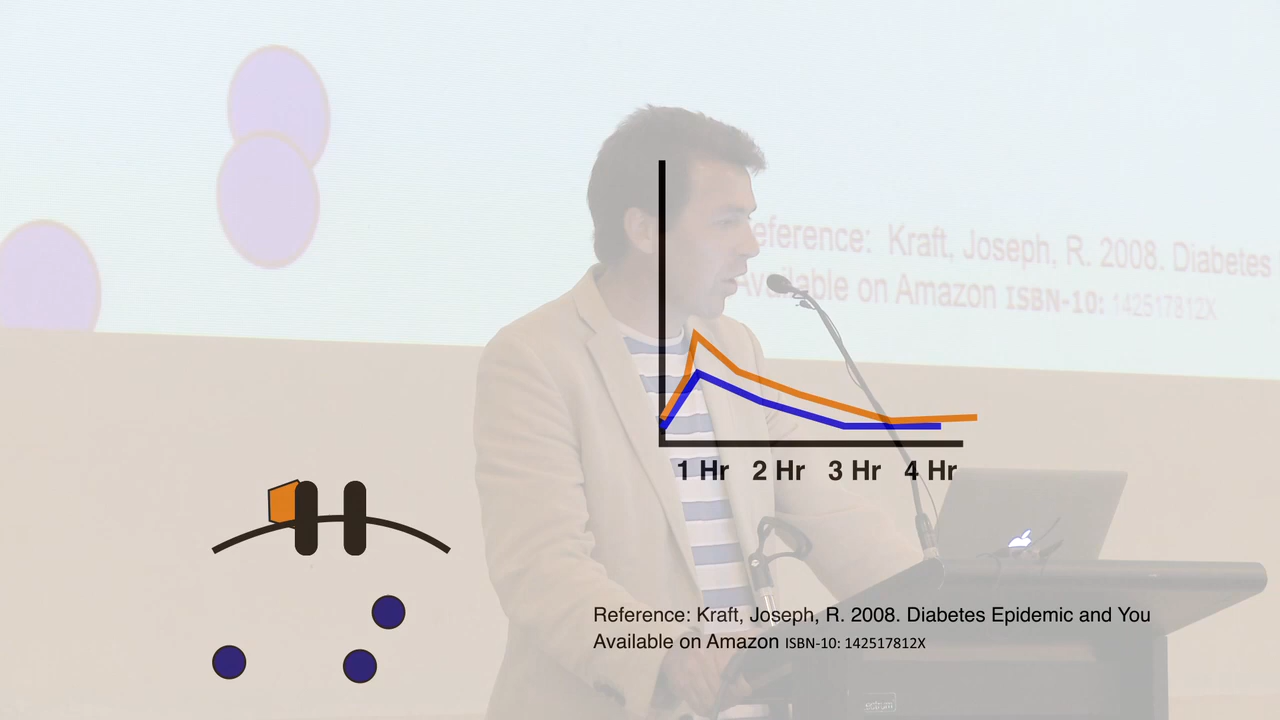 eference: Kraft, Joseph, R. 2008. Diabetes
Available on Amazon ISBN-10: 142517812X
1 Hr 2 Hr 3 Hr 4 Hr
Reference: Kraft, Joseph, R. 2008. Diabetes Epidemic and You
Available on Amazon ISBN-10: 142517812X